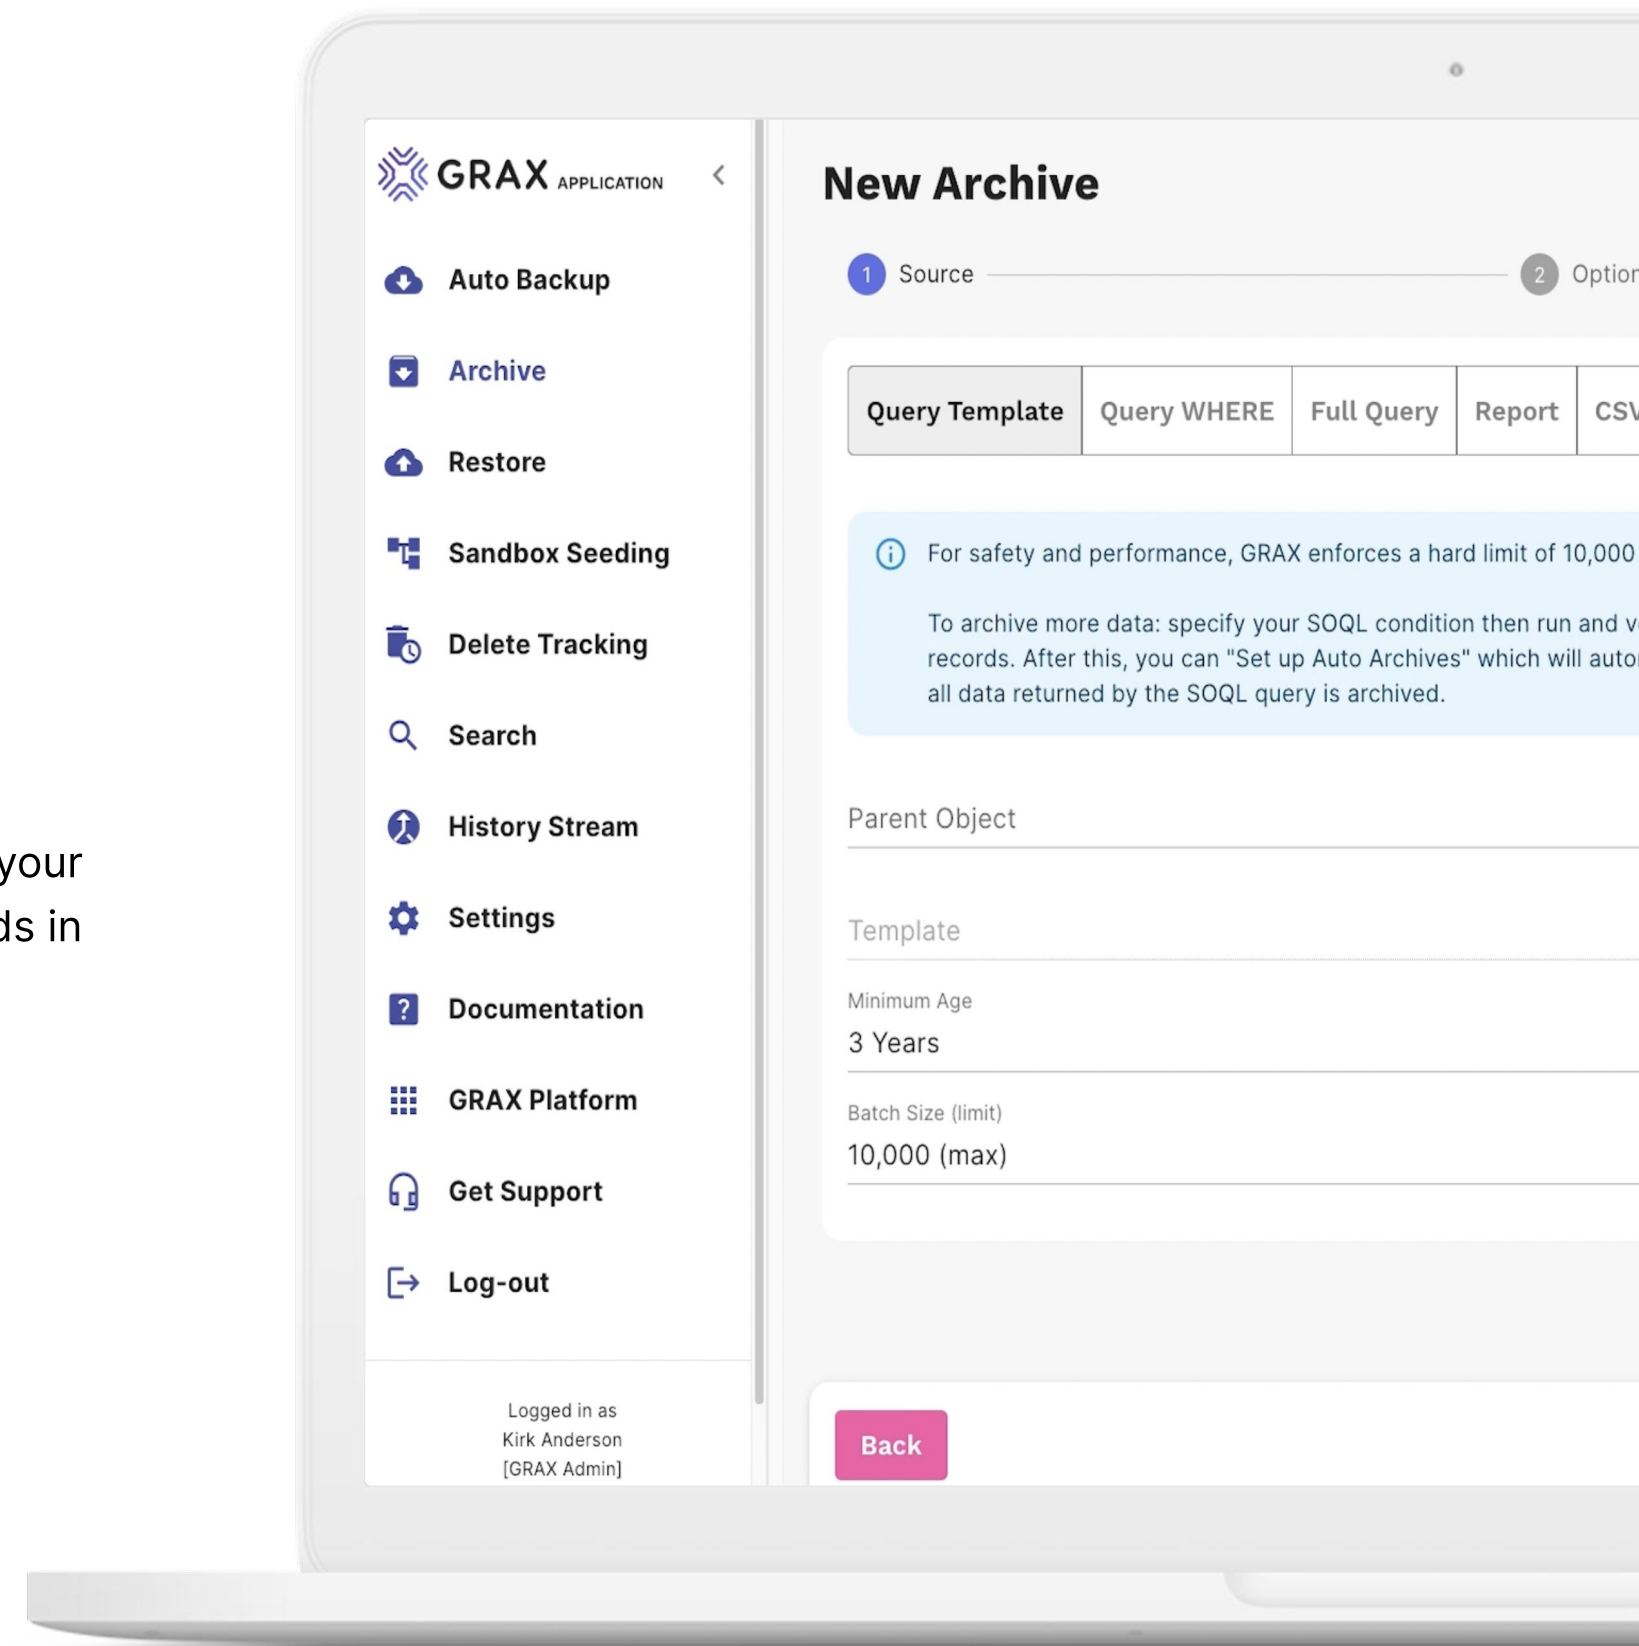 your
in
GRAX APPLICATION
Auto Backup
Archive
Restore
Sandbox Seeding
Delete Tracking
Search
History Stream
Settings
Documentation
GRAX Platform
Get Support
Log-out
Logged in as
Kirk Anderson
[GRAX Admin]
New Archive
1 Source
2
Query Template Query WHERE Full Query Report CSV
For safety and performance, GRAX enforces a hard limit of 10,000
To archive more data: specify your SOQL condition then run and
records. After this, you can "Set up Auto Archives" which will
all data returned by the SOQL query is archived.
Parent Object
Template
Minimum Age
3 Years
Batch Size (limit)
10,000 (max)
Back